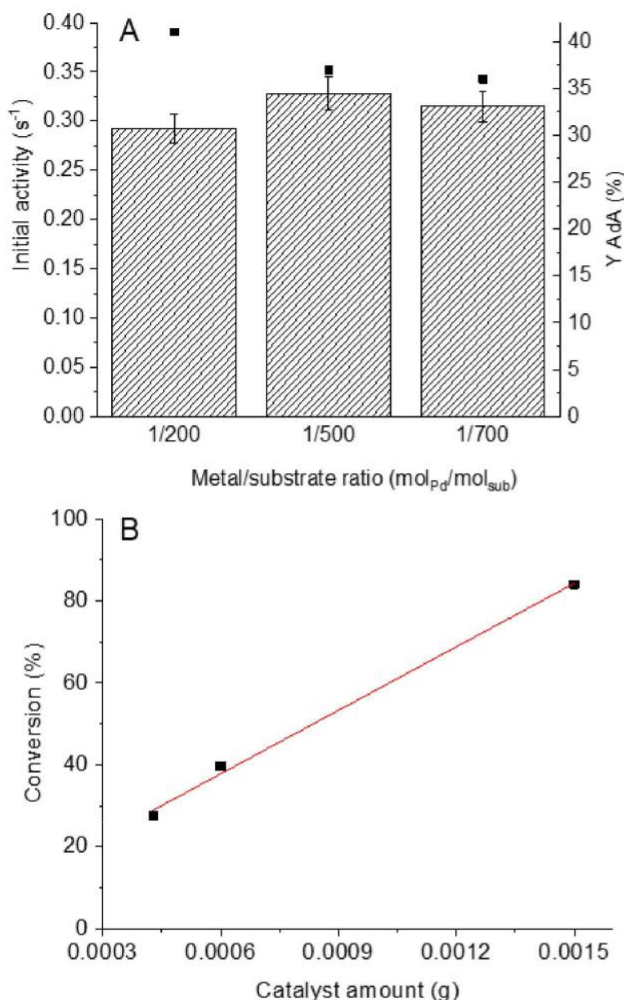 A
Initial activity (s⁻¹)
0.40
0.35
0.30
0.25
0.20
0.15
0.10
0.05
0.00
Y AdA (%)
40
35
30
25
20
15
10
5
0
1/200 1/500 1/700
Metal/substrate ratio (mol_Pd/mol_sub)
B
Conversion (%)
100
80
60
40
20
0
0.0003 0.0006 0.0009 0.0012 0.0015
Catalyst amount (g)